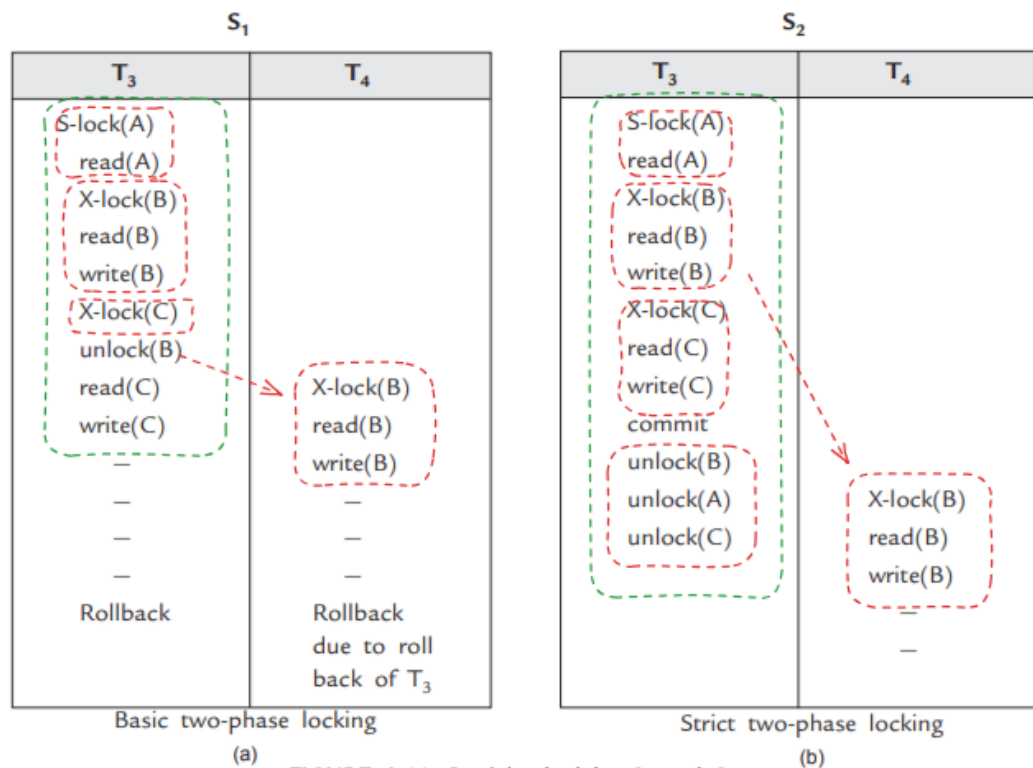 S1
T3 T4
S-lock(A)
read(A)
X-lock(B)
read(B)
write(B)
X-lock(C)
unlock(B)
read(C) X-lock(B)
write(C) read(B)
– write(B)
– –
– –
– –
Rollback Rollback
due to roll
back of T3
Basic two-phase locking
(a)
S2
T3 T4
S-lock(A)
read(A)
X-lock(B)
read(B)
write(B)
X-lock(C)
read(C)
write(C)
commit
unlock(B)
unlock(A) X-lock(B)
unlock(C) read(B)
write(B)
–
–
Strict two-phase locking
(b)